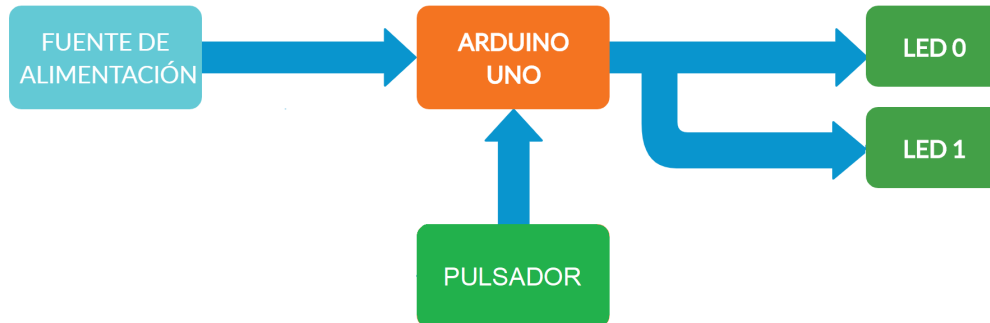 FUENTE DE
ALIMENTACIÓN
ARDUINO
UNO
LED 0
LED 1
PULSADOR